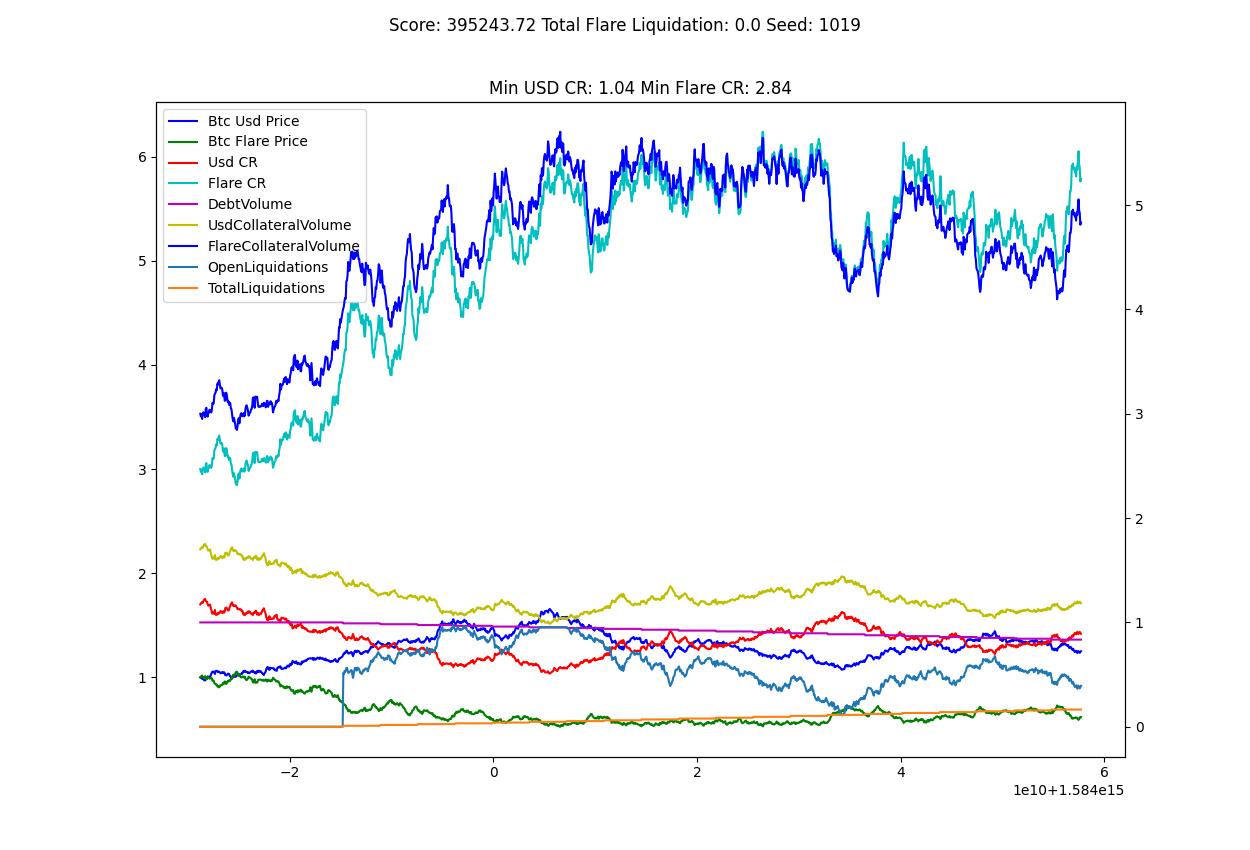 Score: 395243.72 Total Flare Liquidation: 0.0 Seed: 1019
Min USD CR: 1.04 Min Flare CR: 2.84
Btc Usd Price
Btc Flare Price
Usd CR
Flare CR
DebtVolume
UsdCollateralVolume
FlareCollateralVolume
OpenLiquidations
TotalLiquidations
6
5
4
3
2
1
5
4
3
2
1
0
−2
0
2
4
6
1e10+1.584e15